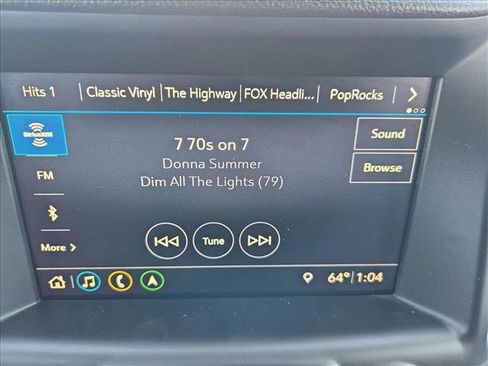 Hits 1 | Classic Vinyl | The Highway | FOX Headli... | PopRocks
SiriusXM
7 70s on 7
Sound
Donna Summer
FM
Dim All The Lights (79)
Browse
More >
Tune
64° | 1:04